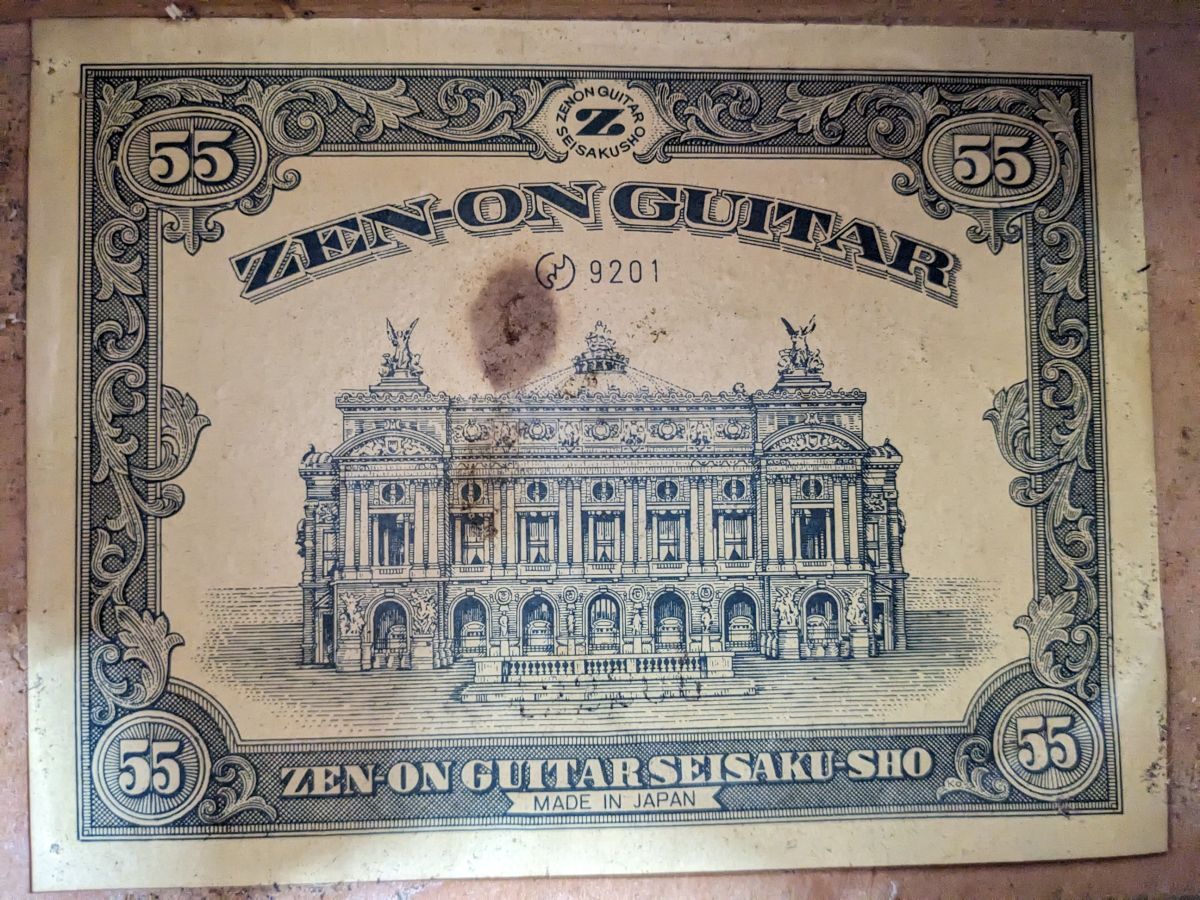 ZENON GUITAR
Z
SEISAKUSHO
55
55
ZEN-ON GUITAR
9201
55
55
ZEN-ON GUITAR SEISAKU-SHO
MADE IN JAPAN